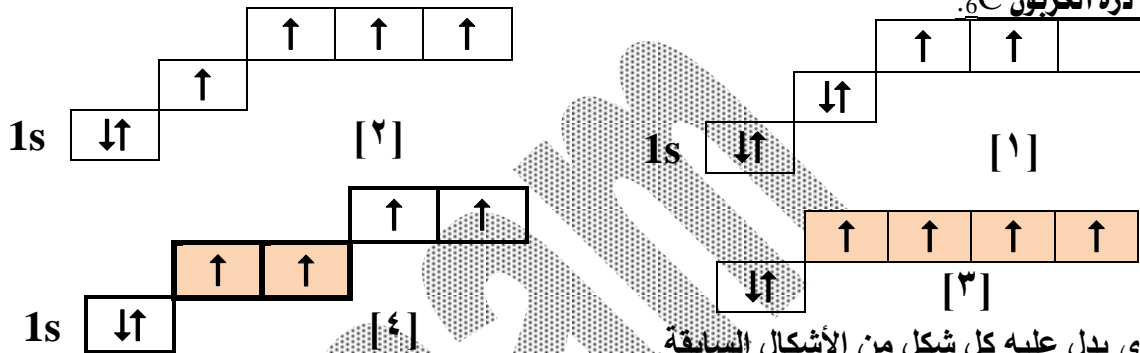 ذرة الكربون ₆C.
↑ ↑
↓↑
1s ↓↑
[١]
↑ ↑ ↑
↑
1s ↓↑
[٢]
↑ ↑ ↑ ↑
↓↑
[٣]
↑ ↑
↑ ↑
1s ↓↑
[٤]
يدل عليه كل شكل من الأشكال السابقة